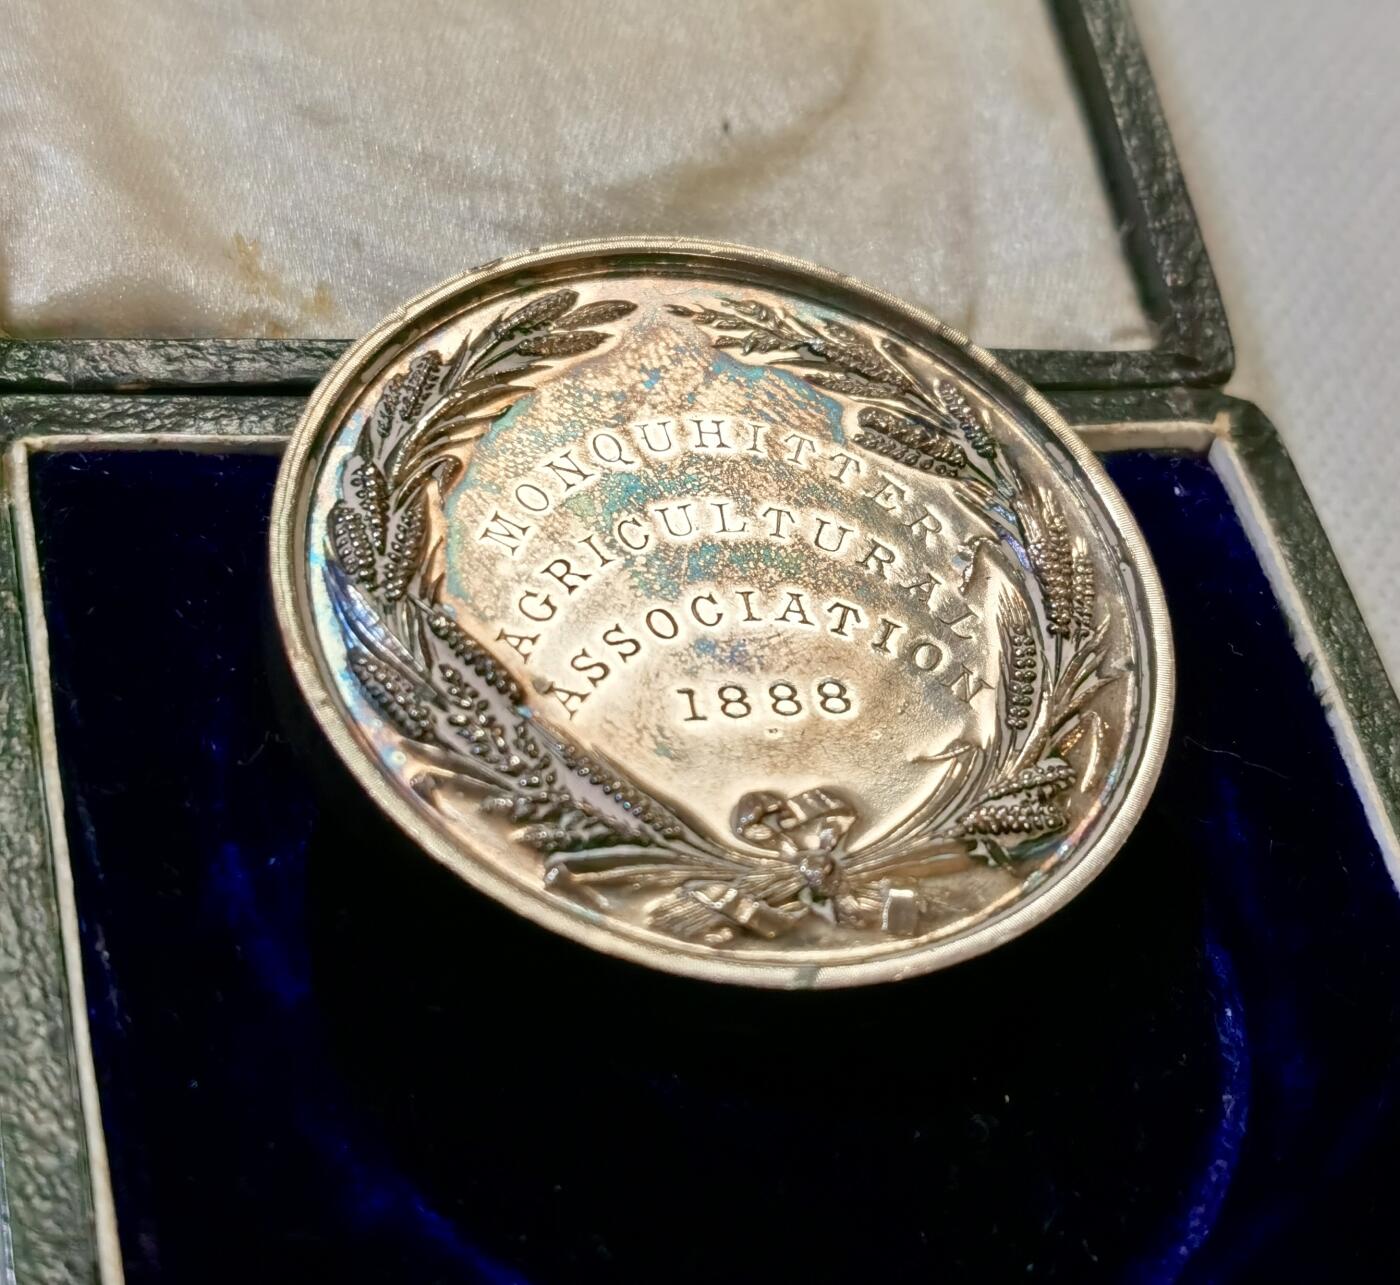 MONQUHITTER
AGRICULTURAL
ASSOCIATION
1888